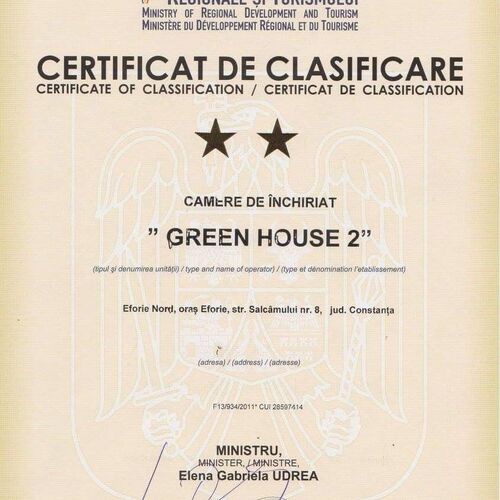 REGIONALE ȘI TURISMULUI
MINISTRY OF REGIONAL DEVELOPMENT AND TOURISM
MINISTÈRE DU DÉVELOPPEMENT RÉGIONAL ET DU TOURISME
CERTIFICAT DE CLASIFICARE
CERTIFICATE OF CLASSIFICATION / CERTIFICAT DE CLASSIFICATION
CAMERE DE ÎNCHIRIAT
" GREEN HOUSE 2"
(tipul și denumirea unității) / type and name of operator) / (type et dénomination l'etablissement)
Eforie Nord, oraș Eforie, str. Salcâmului nr. 8, jud. Constanța
(adresa) / (address) / (adresse)
F13/934/2011* CUI 28597414
MINISTRU,
MINISTER, / MINISTRE,
Elena Gabriela UDREA